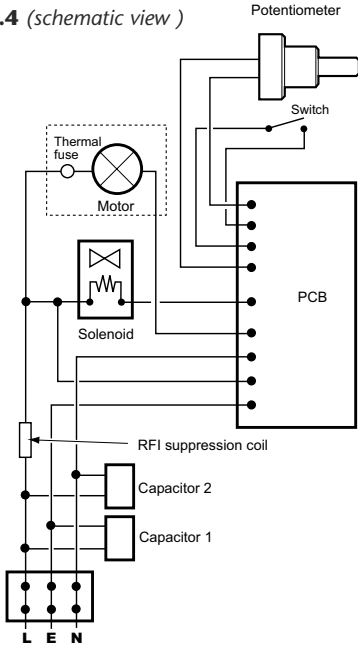 .4 (schematic view )
Potentiometer
Switch
Thermal
fuse
Motor
PCB
Solenoid
RFI suppression coil
Capacitor 2
Capacitor 1
L E N